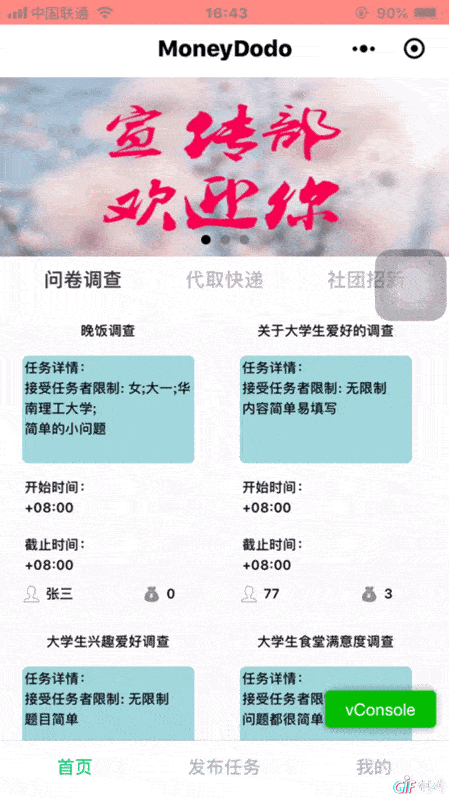 中国联通 16:43 90%
MoneyDodo
宣传部
欢迎你
问卷调查 代取快递 社团招新
晚饭调查
任务详情:
接受任务者限制: 女;大一;华
南理工大学;
简单的小问题
开始时间:
+08:00
截止时间:
+08:00
张三 0
关于大学生爱好的调查
任务详情:
接受任务者限制: 无限制
内容简单易填写
开始时间:
+08:00
截止时间:
+08:00
77 3
大学生兴趣爱好调查
任务详情:
接受任务者限制: 无限制
题目简单
大学生食堂满意度调查
任务详情:
接受任务者限制
问题都很简单
vConsole
首页 发布任务 我的
GIF